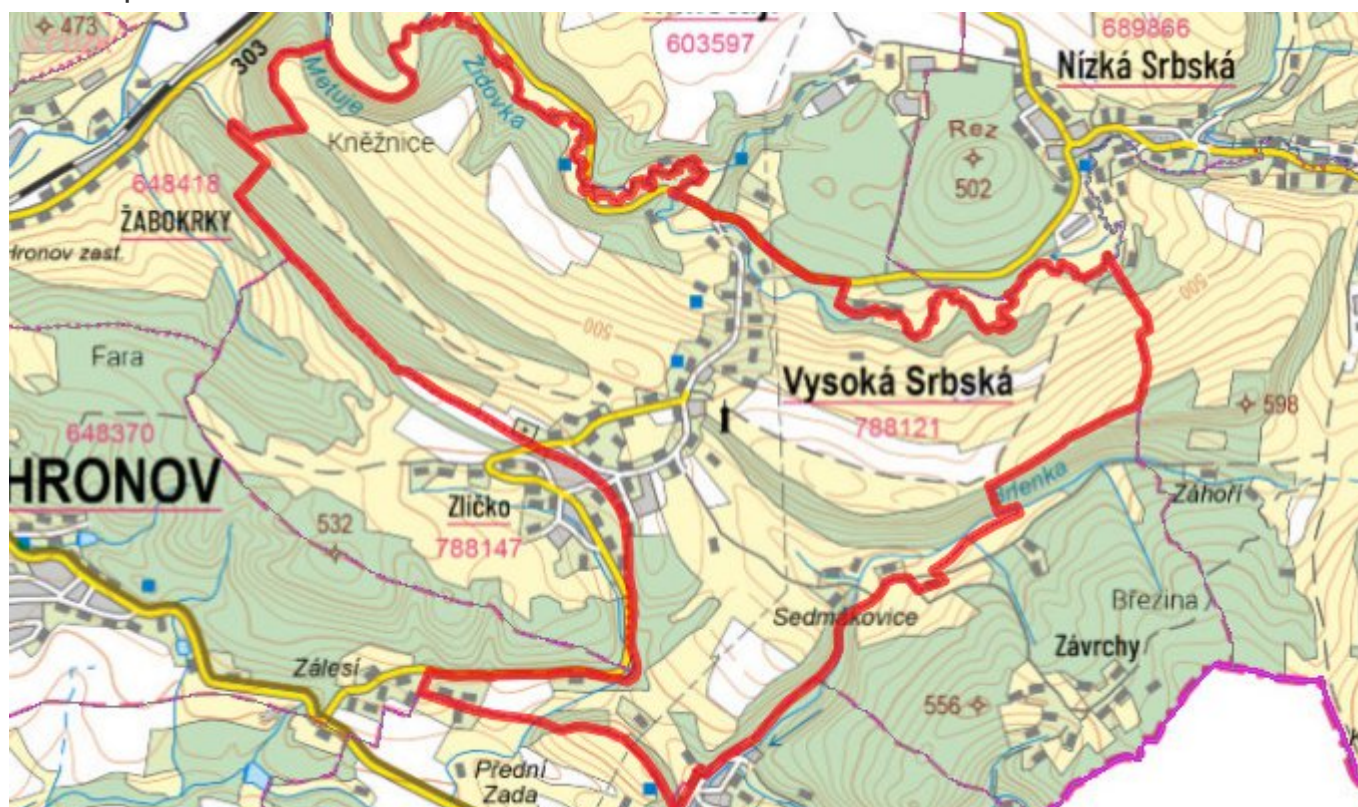 473
303
603597
689866
Nízká Srbská
Metuje
Židovka
Kněžnice
Rez
502
648418
ŽABOKRKY
Hronov zast.
500
500
Fara
Vysoká Srbská
788121
598
648370
HRONOV
Zličko
788147
532
Záhoří
Sedmákovice
Březina
Závrchy
Zálesí
556
Přední
Zada